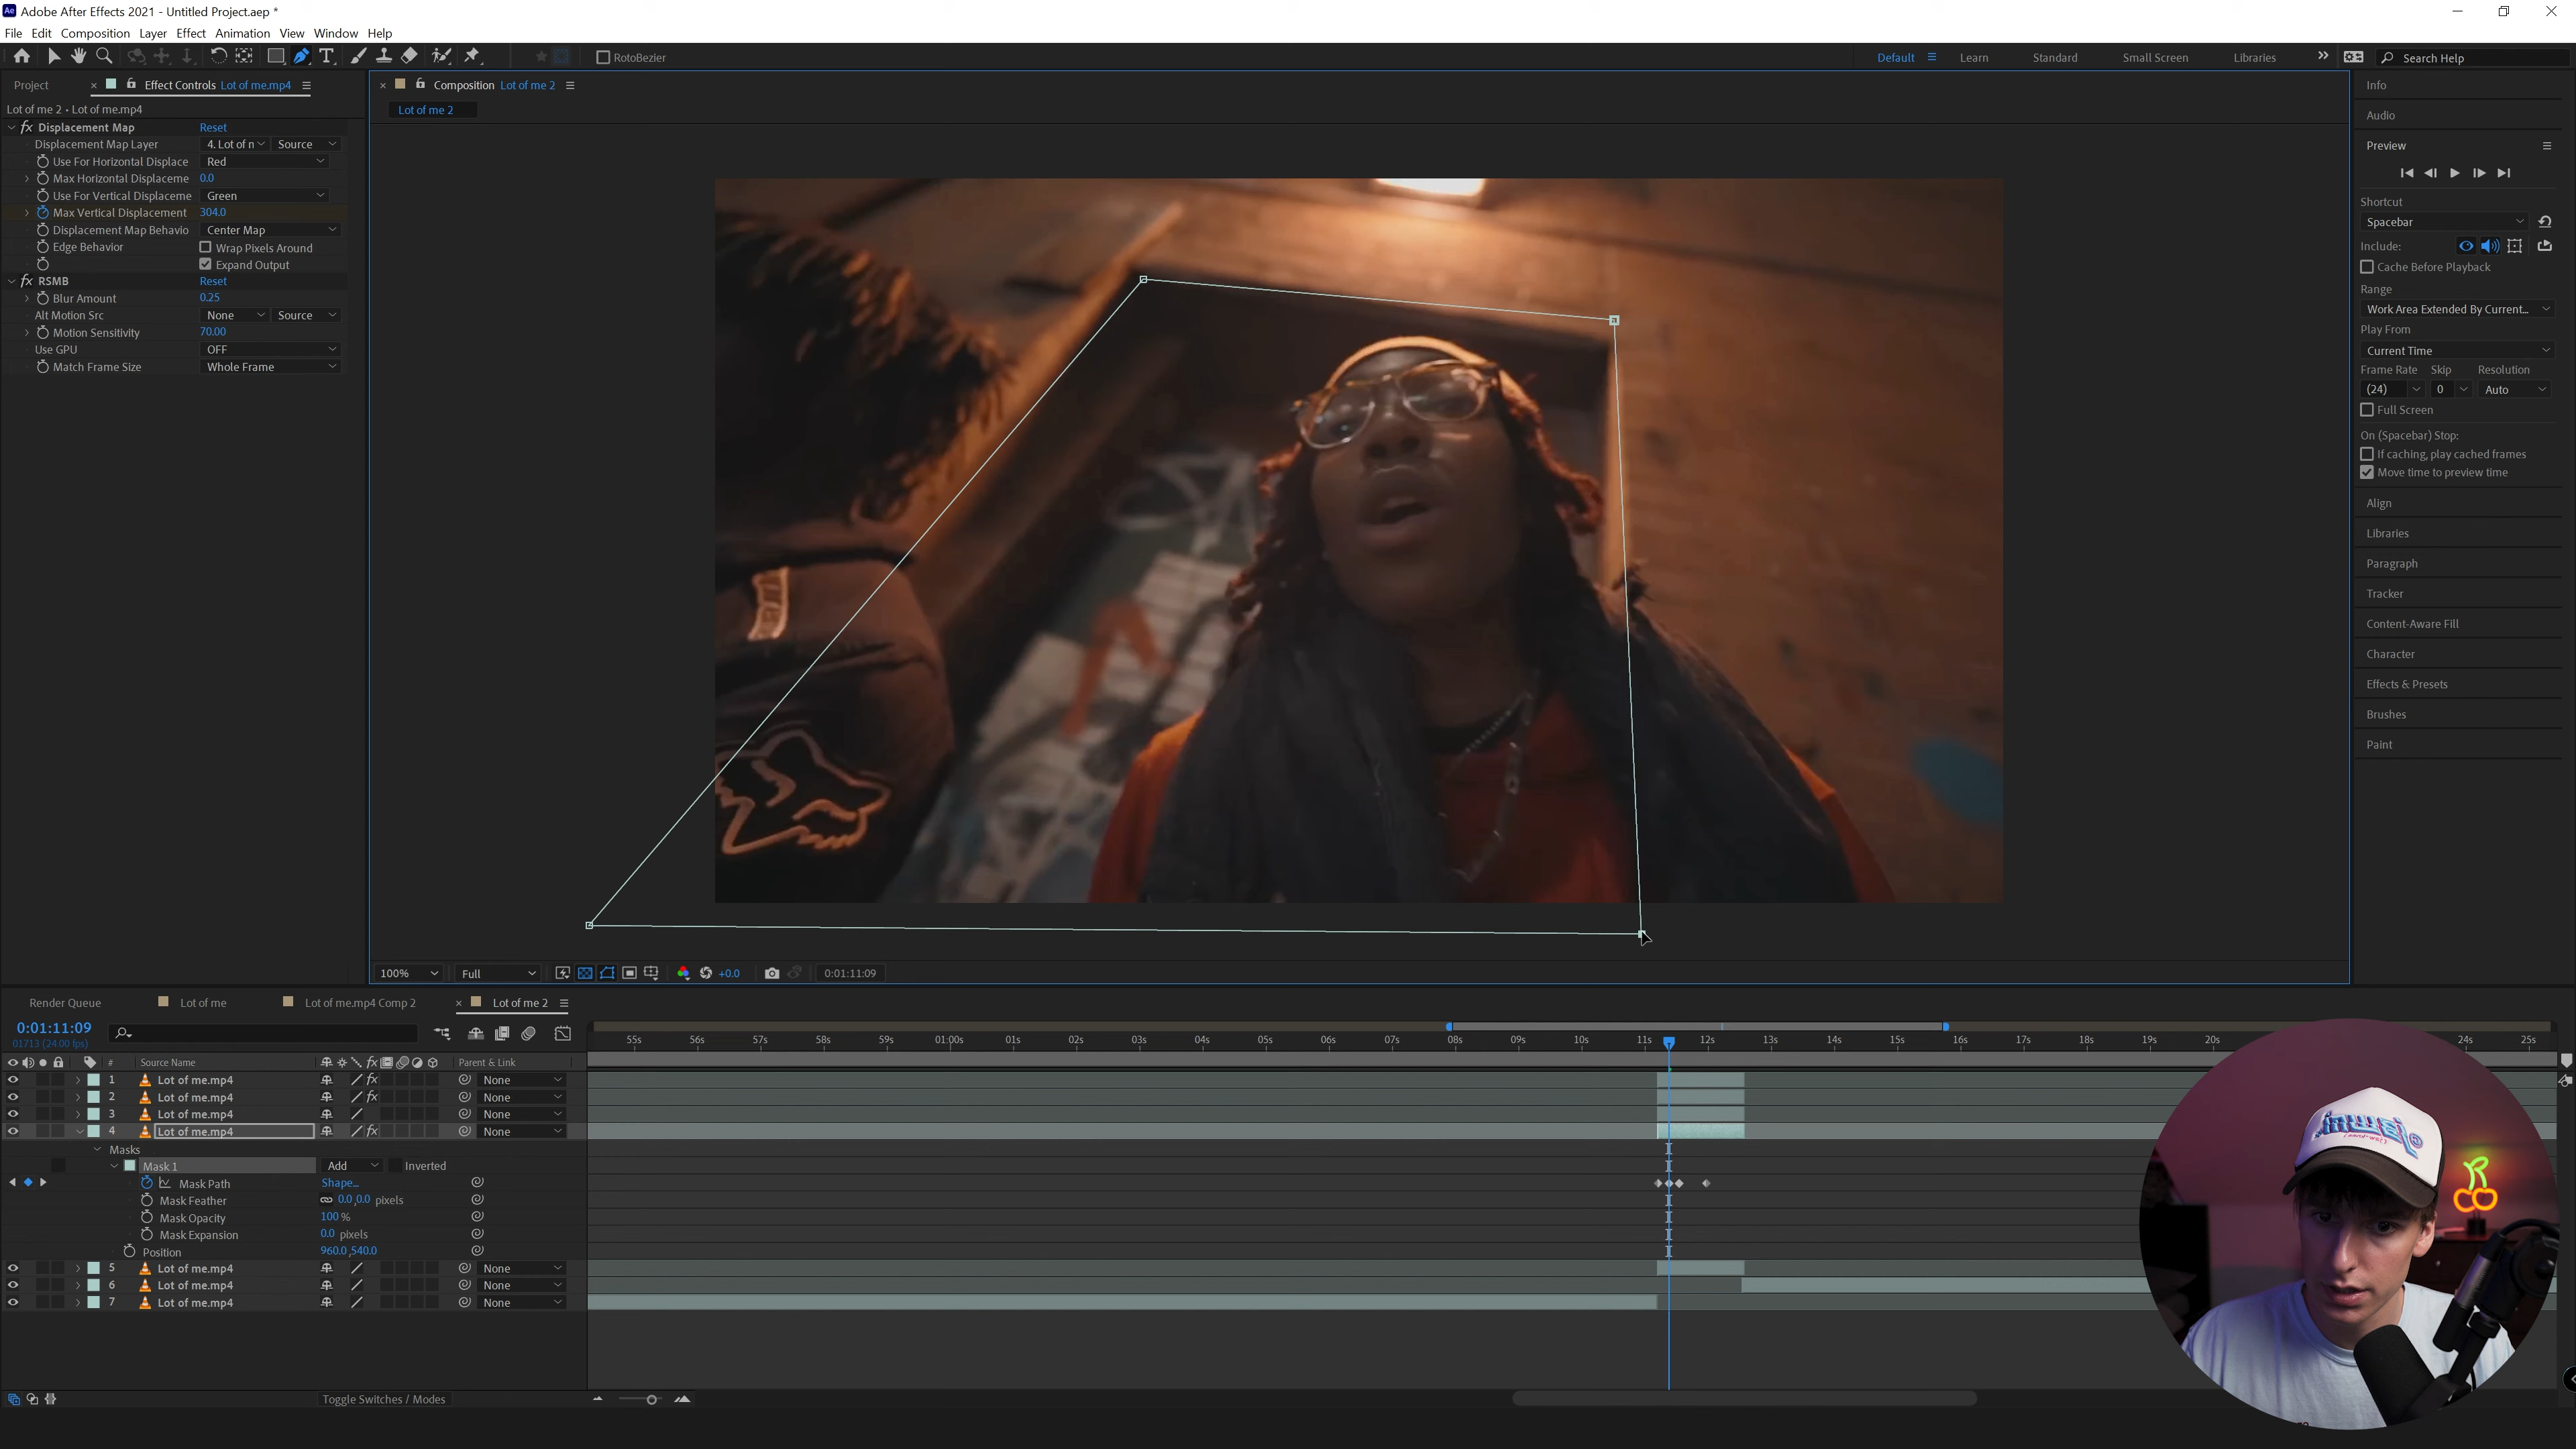 Adobe After Effects 2021 - Untitled Project.aep *
File Edit Composition Layer Effect Animation View Window Help
RotoBezier
Default Learn Standard Small Screen Libraries Search Help
Project Effect Controls Lot of me.mp4
Composition Lot of me 2
Lot of me 2 • Lot of me.mp4
Lot of me 2
fx Displacement Map Reset
Displacement Map Layer 4. Lot of n Source
Use For Horizontal Displace Red
Max Horizontal Displaceme 0.0
Use For Vertical Displaceme Green
Max Vertical Displacement 304.0
Displacement Map Behavio Center Map
Edge Behavior Wrap Pixels Around
Expand Output
fx RSMB Reset
Blur Amount 0.25
Alt Motion Src None Source
Motion Sensitivity 70.00
Use GPU OFF
Match Frame Size Whole Frame
Info
Audio
Preview
Shortcut
Spacebar
Include:
Cache Before Playback
Range
Work Area Extended By Current...
Play From
Current Time
Frame Rate Skip Resolution
(24) 0 Auto
Full Screen
On (Spacebar) Stop:
If caching, play cached frames
Move time to preview time
Align
Libraries
Paragraph
Tracker
Content-Aware Fill
Character
Effects & Presets
Brushes
Paint
100% Full +0.0 0:01:11:09
Render Queue Lot of me Lot of me.mp4 Comp 2 Lot of me 2
0:01:11:09
01713 (24.00 fps)
55s 56s 57s 58s 59s 01:00s 01s 02s 03s 04s 05s 06s 07s 08s 09s 10s 11s 12s 13s 14s 15s 16s 17s 18s 19s 20s 24s 25s
# Source Name fx Parent & Link
1 Lot of me.mp4 fx None
2 Lot of me.mp4 fx None
3 Lot of me.mp4 None
4 Lot of me.mp4 fx None
Masks
Mask 1 Add Inverted
Mask Path Shape...
Mask Feather 0.0,0.0 pixels
Mask Opacity 100 %
Mask Expansion 0.0 pixels
Position 960.0,540.0
5 Lot of me.mp4 None
6 Lot of me.mp4 None
7 Lot of me.mp4 None
Toggle Switches / Modes